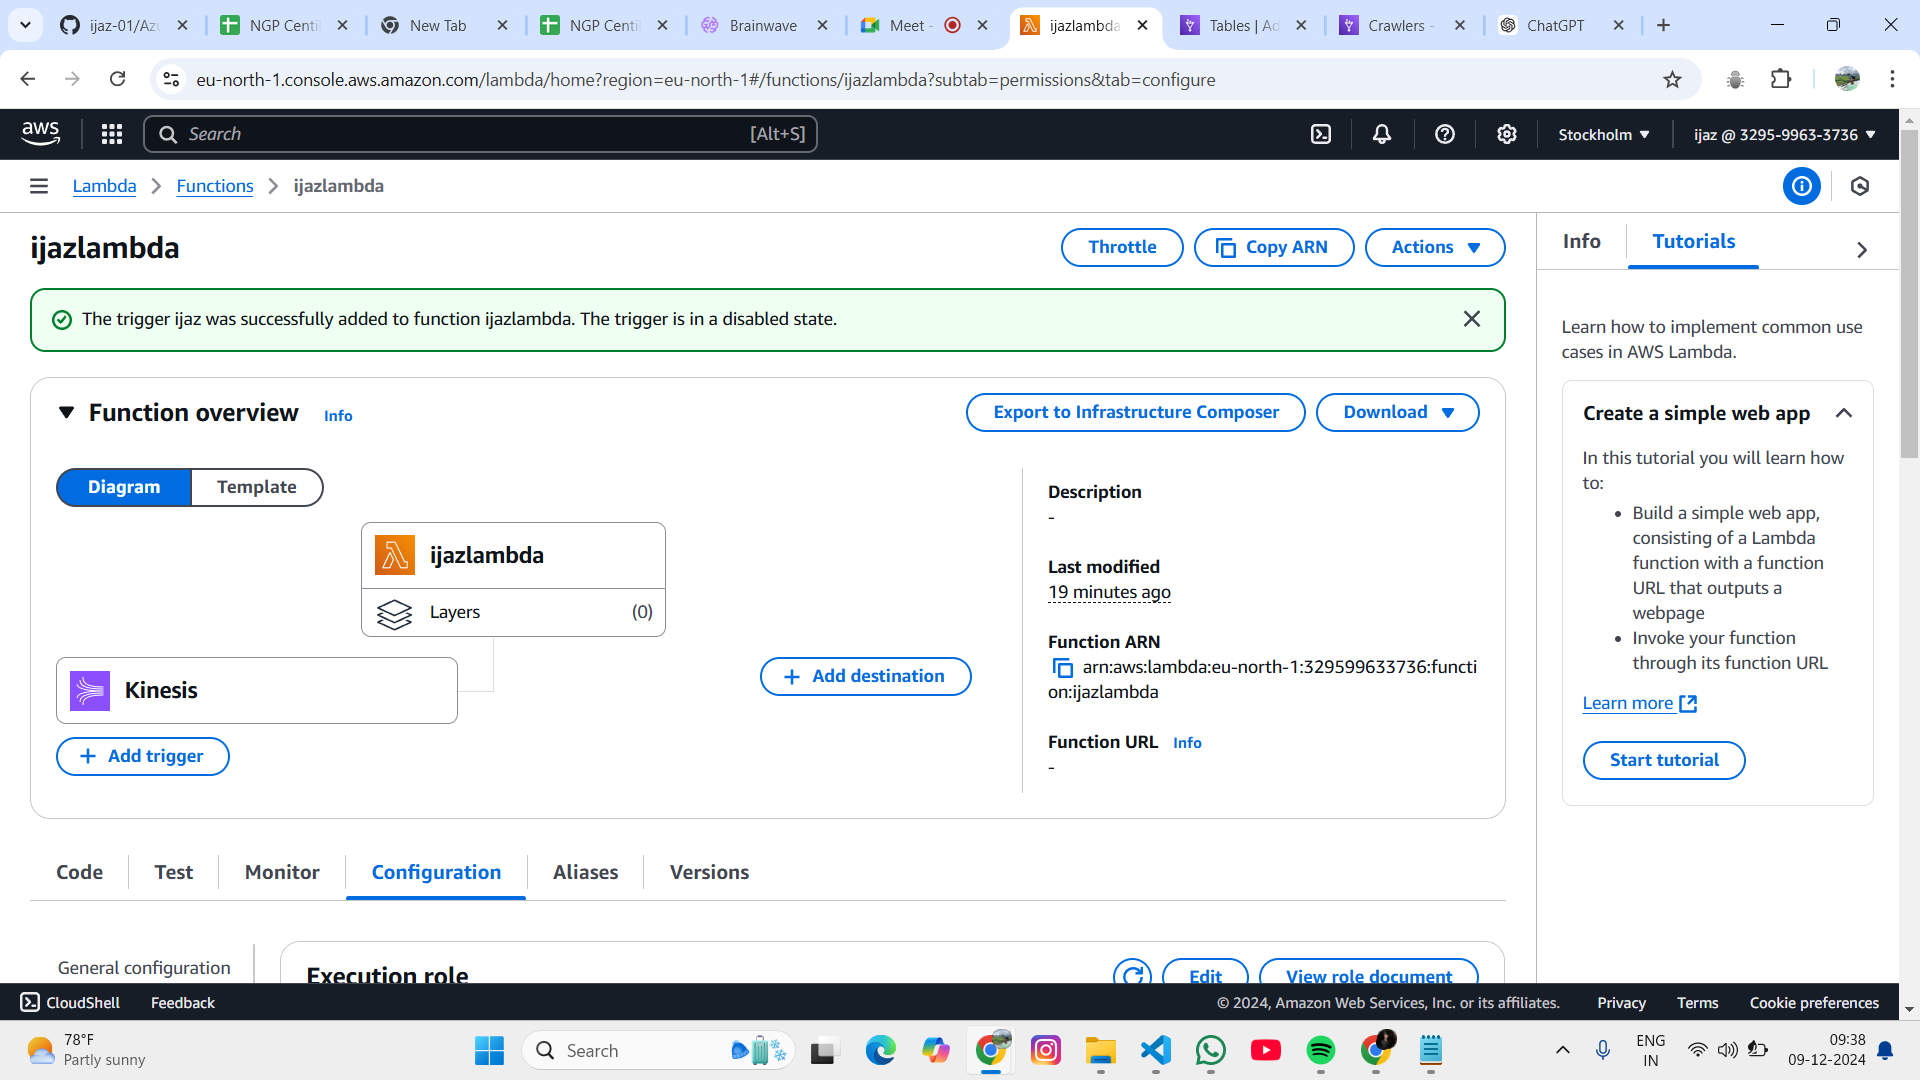 ijaz-01/Az
NGP Centi
New Tab
NGP Centi
Brainwave
Meet -
ijazlambda
Tables | Ad
Crawlers -
ChatGPT
eu-north-1.console.aws.amazon.com/lambda/home?region=eu-north-1#/functions/ijazlambda?subtab=permissions&tab=configure
aws
Search
[Alt+S]
Stockholm
ijaz @ 3295-9963-3736
Lambda
Functions
ijazlambda
ijazlambda
Throttle
Copy ARN
Actions
Info
Tutorials
The trigger ijaz was successfully added to function ijazlambda. The trigger is in a disabled state.
Learn how to implement common use
cases in AWS Lambda.
Function overview
Info
Export to Infrastructure Composer
Download
Create a simple web app
In this tutorial you will learn how
to:
• Build a simple web app,
consisting of a Lambda
function with a function
URL that outputs a
webpage
• Invoke your function
through its function URL
Learn more
Start tutorial
Diagram
Template
ijazlambda
Layers
(0)
Kinesis
+ Add trigger
+ Add destination
Description
-
Last modified
19 minutes ago
Function ARN
arn:aws:lambda:eu-north-1:329599633736:functi
on:ijazlambda
Function URL
Info
-
Code
Test
Monitor
Configuration
Aliases
Versions
General configuration
Execution role
Edit
View role document
CloudShell
Feedback
© 2024, Amazon Web Services, Inc. or its affiliates.
Privacy
Terms
Cookie preferences
78°F
Partly sunny
Search
ENG
IN
09:38
09-12-2024